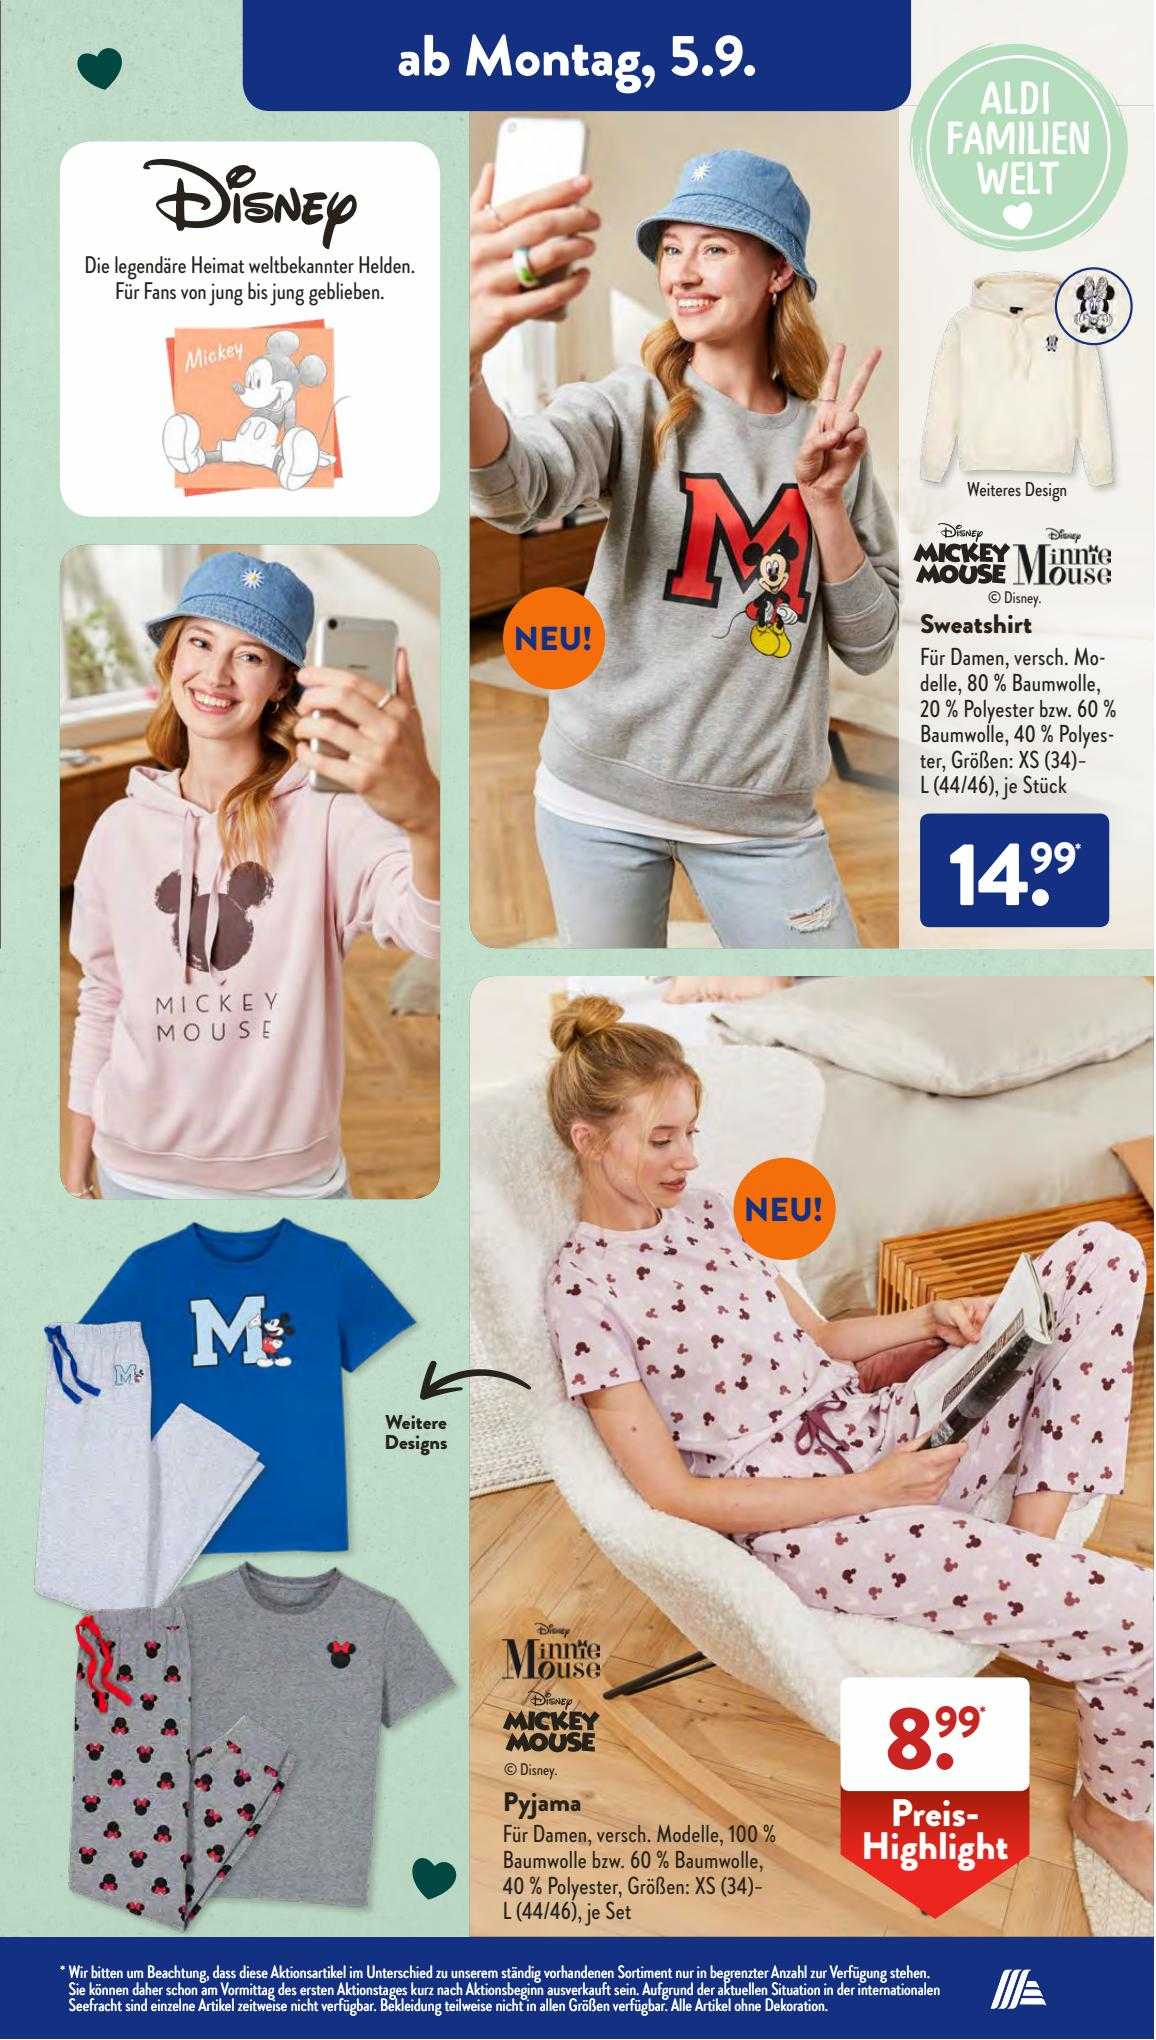 ab Montag, 5.9.
ALDI
FAMILIEN
WELT
Disney
Die legendäre Heimat weltbekannter Helden.
Für Fans von jung bis jung geblieben.
Mickey
M
NEU!
Weiteres Design
Disney
MICKEY
MOUSE
Disney
Minnie
Mouse
© Disney.
Sweatshirt
Für Damen, versch. Mo-
delle, 80 % Baumwolle,
20 % Polyester bzw. 60 %
Baumwolle, 40 % Polyes-
ter, Größen: XS (34)–
L (44/46), je Stück
14.99*
MICKEY
MOUSE
NEU!
M
M
Weitere
Designs
Disney
Minnie
Mouse
Disney
MICKEY
MOUSE
© Disney.
Pyjama
Für Damen, versch. Modelle, 100 %
Baumwolle bzw. 60 % Baumwolle,
40 % Polyester, Größen: XS (34)–
L (44/46), je Set
8.99*
Preis-
Highlight
* Wir bitten um Beachtung, dass diese Aktionsartikel im Unterschied zu unserem ständig vorhandenen Sortiment nur in begrenzter Anzahl zur Verfügung stehen.
Sie können daher schon am Vormittag des ersten Aktionstages kurz nach Aktionsbeginn ausverkauft sein. Aufgrund der aktuellen Situation in der internationalen
Seefracht sind einzelne Artikel zeitweise nicht verfügbar. Bekleidung teilweise nicht in allen Größen verfügbar. Alle Artikel ohne Dekoration.